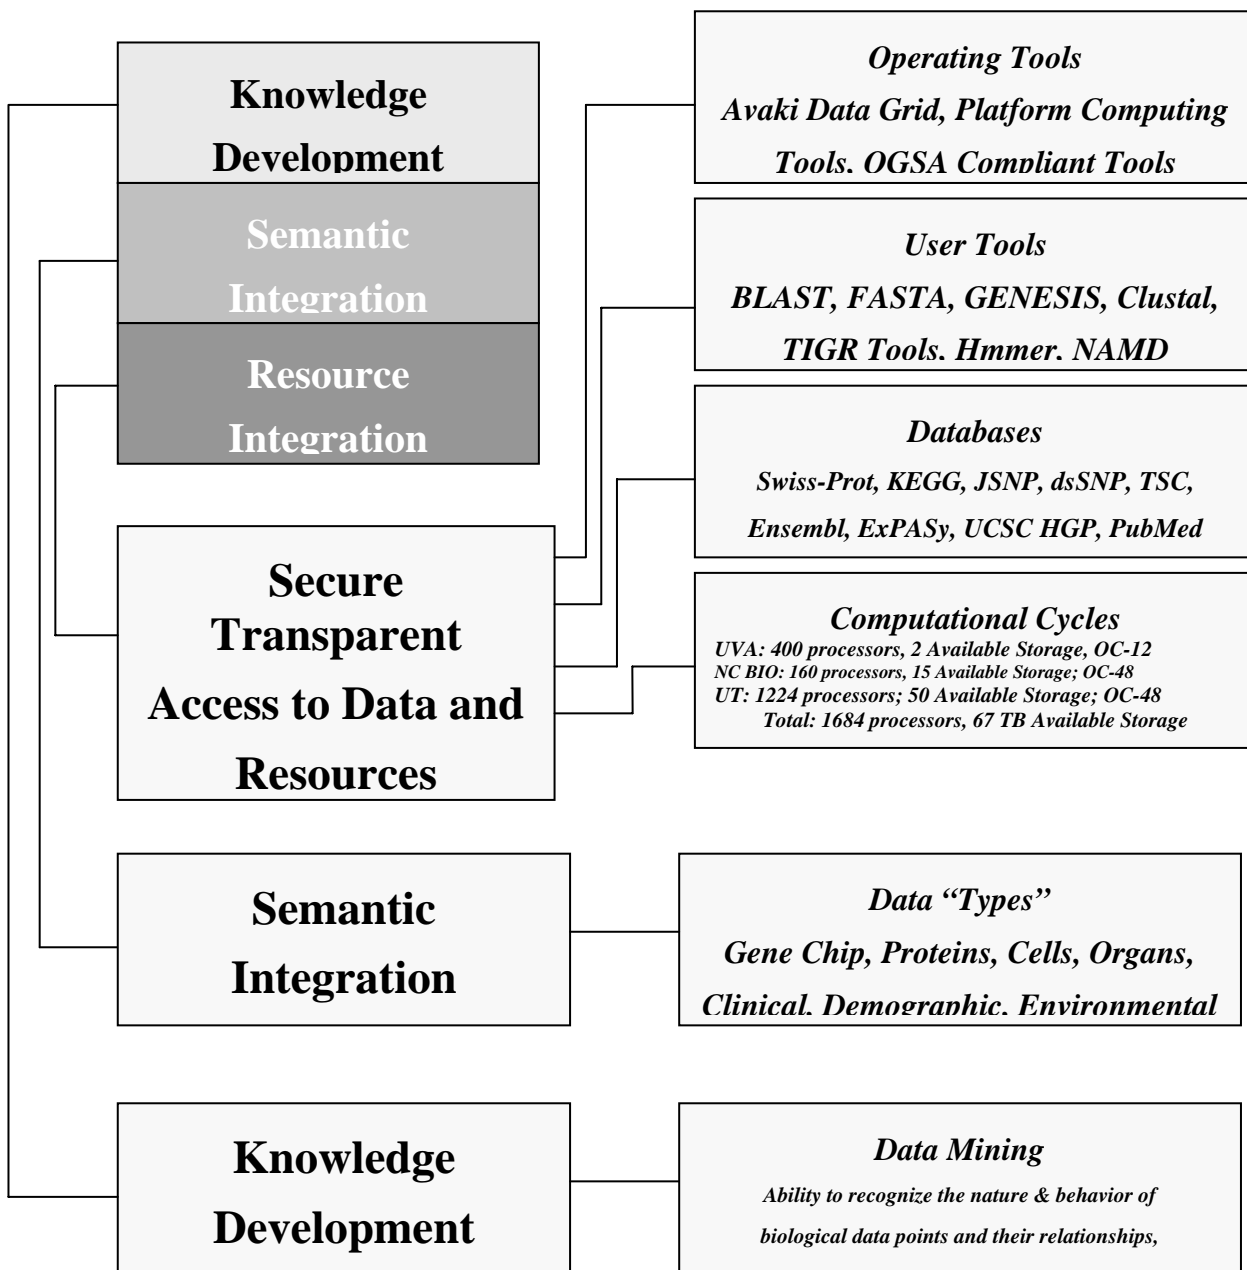 Knowledge
Development
Semantic
Integration
Resource
Integration
Secure
Transparent
Access to Data and
Resources
Semantic
Integration
Knowledge
Development
Operating Tools
Avaki Data Grid, Platform Computing
Tools, OGSA Compliant Tools
User Tools
BLAST, FASTA, GENESIS, Clustal,
TIGR Tools, Hmmer, NAMD
Databases
Swiss-Prot, KEGG, JSNP, dsSNP, TSC,
Ensembl, ExPASy, UCSC HGP, PubMed
Computational Cycles
UVA: 400 processors, 2 Available Storage, OC-12
NC BIO: 160 processors, 15 Available Storage; OC-48
UT: 1224 processors; 50 Available Storage; OC-48
Total: 1684 processors, 67 TB Available Storage
Data “Types”
Gene Chip, Proteins, Cells, Organs,
Clinical, Demographic, Environmental
Data Mining
Ability to recognize the nature & behavior of
biological data points and their relationships,